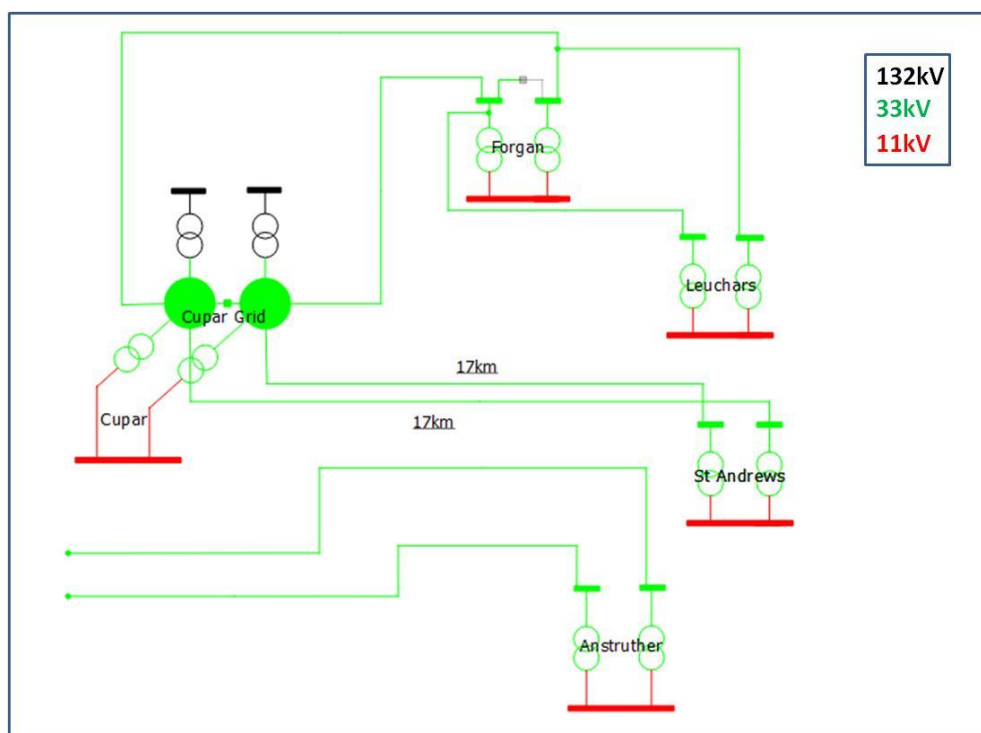 132kV
33kV
11kV
Forgan
Leuchars
Cupar Grid
17km
Cupar
17km
St Andrews
Anstruther